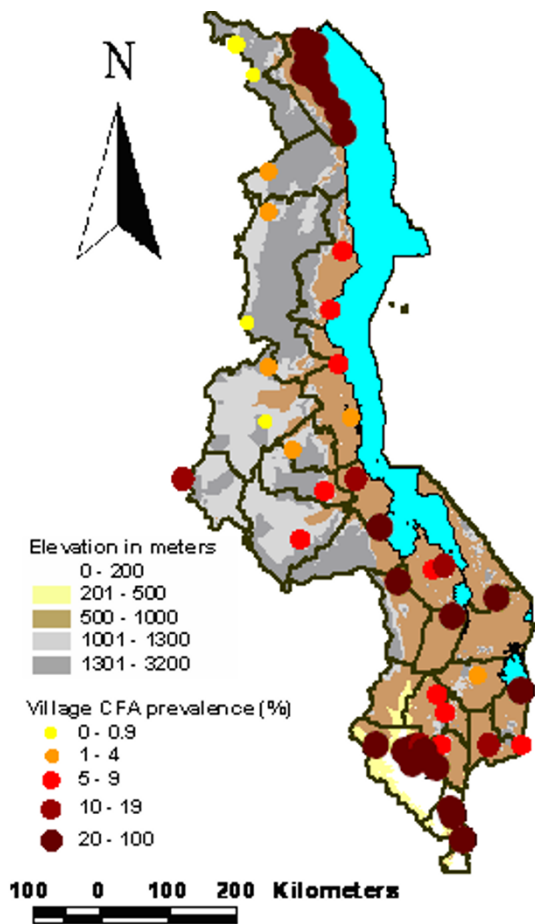 N
Elevation in meters
0 - 200
201 - 500
500 - 1000
1001 - 1300
1301 - 3200
Village CFA prevalence (%)
0 - 0.9
1 - 4
5 - 9
10 - 19
20 - 100
100 0 100 200 Kilometers